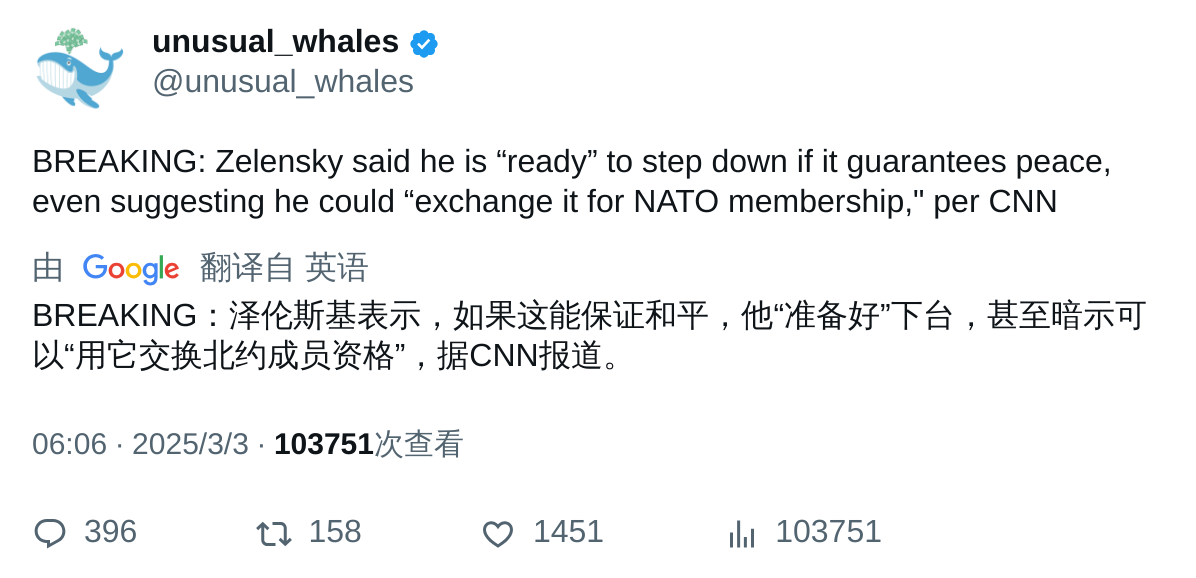 unusual_whales
@unusual_whales
BREAKING: Zelensky said he is “ready” to step down if it guarantees peace,
even suggesting he could “exchange it for NATO membership," per CNN
由 Google 翻译自 英语
BREAKING：泽伦斯基表示，如果这能保证和平，他“准备好”下台，甚至暗示可
以“用它交换北约成员资格”，据CNN报道。
06:06 · 2025/3/3 · 103751次查看
396 158 1451 103751